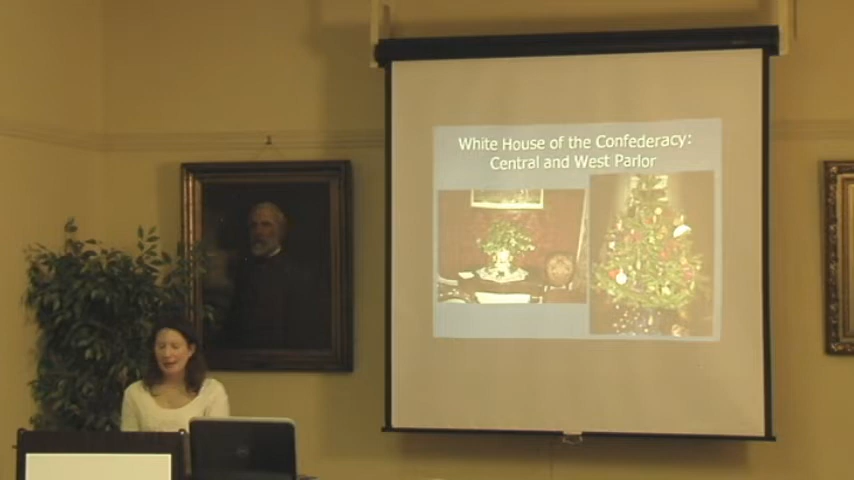 White House of the Confederacy:
Central and West Parlor